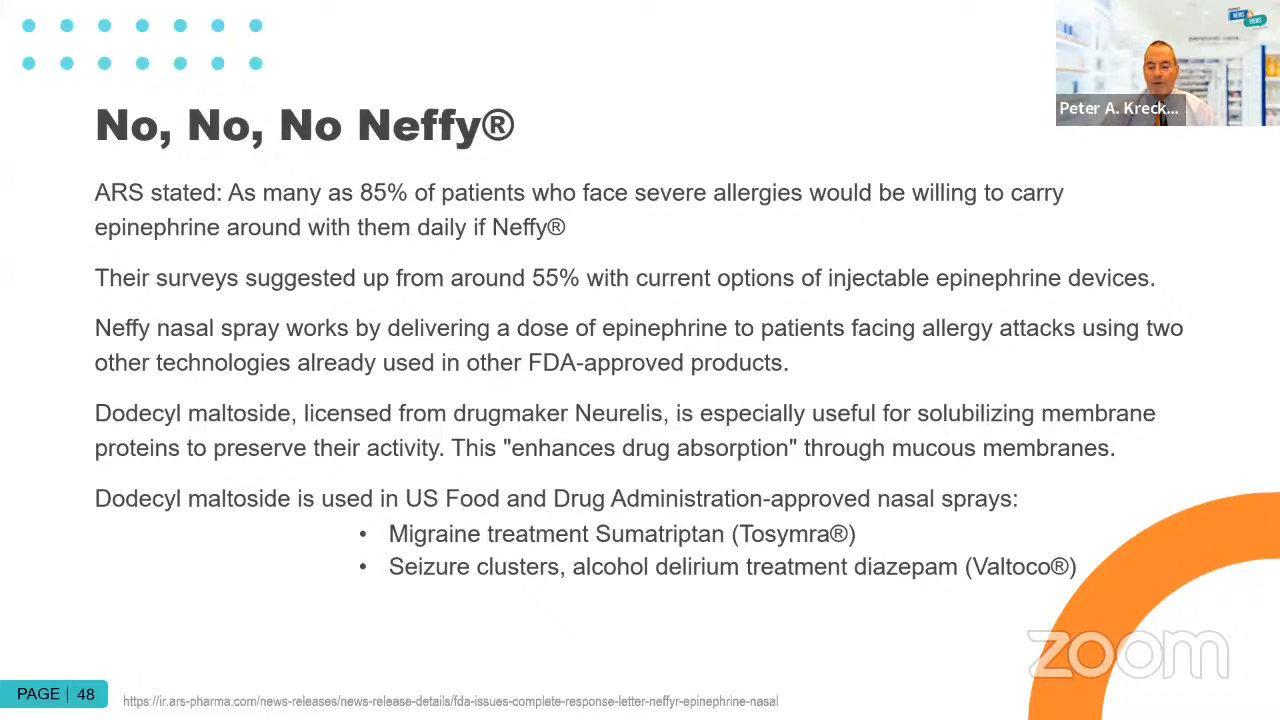 NEWS
VIEWS
Peter A. Kreck...
No, No, No Neffy®
ARS stated: As many as 85% of patients who face severe allergies would be willing to carry
epinephrine around with them daily if Neffy®
Their surveys suggested up from around 55% with current options of injectable epinephrine devices.
Neffy nasal spray works by delivering a dose of epinephrine to patients facing allergy attacks using two
other technologies already used in other FDA-approved products.
Dodecyl maltoside, licensed from drugmaker Neurelis, is especially useful for solubilizing membrane
proteins to preserve their activity. This "enhances drug absorption" through mucous membranes.
Dodecyl maltoside is used in US Food and Drug Administration-approved nasal sprays:
• Migraine treatment Sumatriptan (Tosymra®)
• Seizure clusters, alcohol delirium treatment diazepam (Valtoco®)
zoom
PAGE | 48
https://ir.ars-pharma.com/news-releases/news-release-details/fda-issues-complete-response-letter-neffyr-epinephrine-nasal